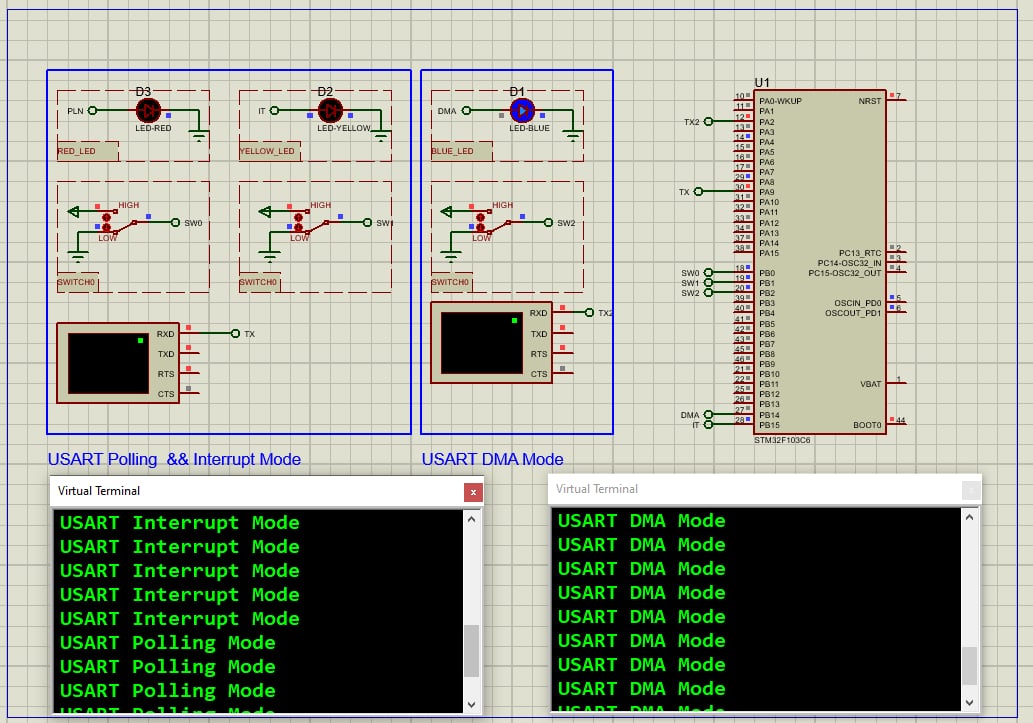 D3
PLN
LED-RED
RED_LED
D2
IT
LED-YELLOW
YELLOW_LED
D1
DMA
LED-BLUE
BLUE_LED
HIGH
SW0
LOW
SWITCH0
HIGH
SW1
LOW
SWITCH0
HIGH
SW2
LOW
SWITCH0
RXD
TX
TXD
RTS
CTS
RXD
TX2
TXD
RTS
CTS
U1
10 PA0-WKUP
11 PA1
TX2 12 PA2
13 PA3
14 PA4
15 PA5
16 PA6
17 PA7
29 PA8
TX 30 PA9
31 PA10
32 PA11
33 PA12
34 PA13
37 PA14
38 PA15
SW0 18 PB0
SW1 19 PB1
SW2 20 PB2
39 PB3
40 PB4
41 PB5
42 PB6
43 PB7
45 PB8
46 PB9
21 PB10
22 PB11
25 PB12
26 PB13
DMA 27 PB14
IT 28 PB15
NRST 7
PC13_RTC 2
PC14-OSC32_IN 3
PC15-OSC32_OUT 4
OSCIN_PD0 5
OSCOUT_PD1 6
VBAT 1
BOOT0 44
STM32F103C6
USART Polling && Interrupt Mode
USART DMA Mode
Virtual Terminal
USART Interrupt Mode
USART Interrupt Mode
USART Interrupt Mode
USART Interrupt Mode
USART Interrupt Mode
USART Polling Mode
USART Polling Mode
USART Polling Mode
USART Polling Mode
Virtual Terminal
USART DMA Mode
USART DMA Mode
USART DMA Mode
USART DMA Mode
USART DMA Mode
USART DMA Mode
USART DMA Mode
USART DMA Mode
USART DMA Mode